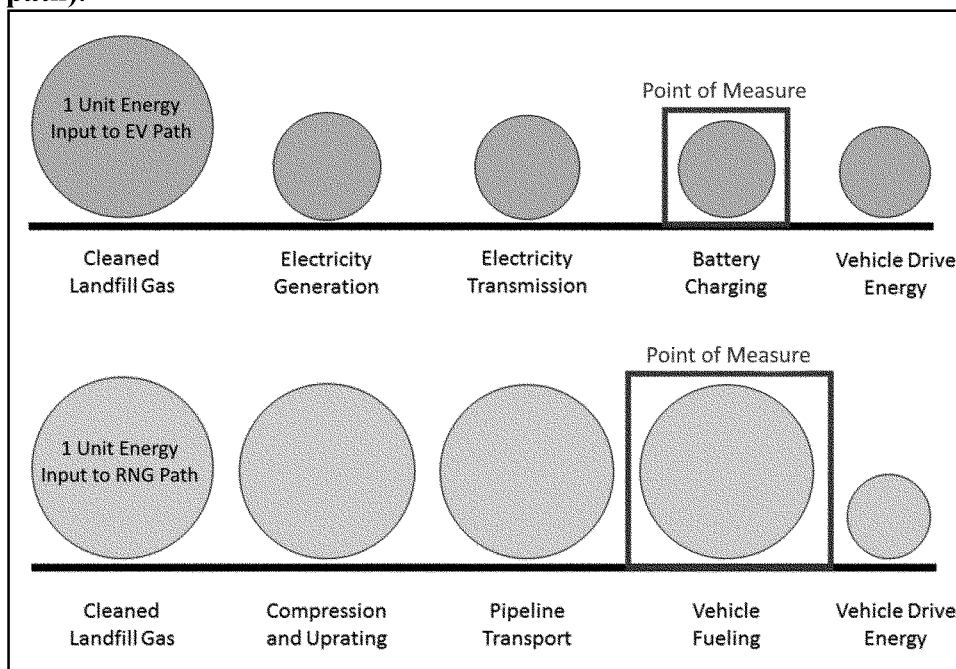 path).
1 Unit Energy
Input to EV Path
Point of Measure
Cleaned
Landfill Gas
Electricity
Generation
Electricity
Transmission
Battery
Charging
Vehicle Drive
Energy
1 Unit Energy
Input to RNG Path
Point of Measure
Cleaned
Landfill Gas
Compression
and Uprating
Pipeline
Transport
Vehicle
Fueling
Vehicle Drive
Energy